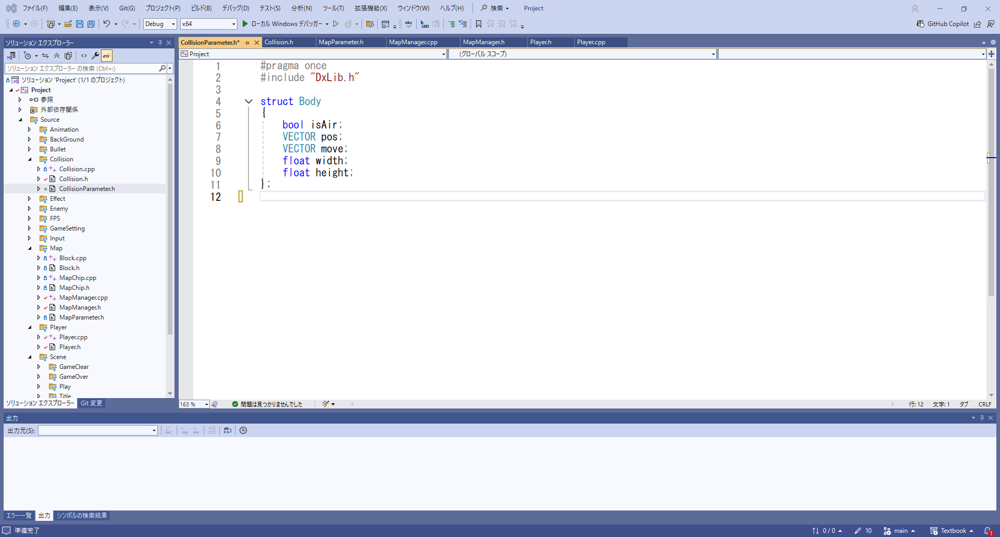 ファイル(F) 編集(E) 表示(V) Git(G) プロジェクト(P) ビルド(B) デバッグ(D) テスト(S) 分析(N) ツール(T) 拡張機能(X) ウィンドウ(W) ヘルプ(H) 検索 Project
Debug x64 ローカル Windows デバッガー GitHub Copilot
ソリューション エクスプローラー
CollisionParameter.h* Collision.h MapParameter.h MapManager.cpp MapManager.h Player.h Player.cpp
Project (グローバル スコープ)
ソリューション エクスプローラー の検索 (Ctrl+:)
ソリューション 'Project' (1/1 のプロジェクト)
Project
参照
外部依存関係
Source
Animation
BackGround
Bullet
Collision
Collision.cpp
Collision.h
CollisionParameter.h
Effect
Enemy
FPS
GameSetting
Input
Map
Block.cpp
Block.h
MapChip.cpp
MapChip.h
MapManager.cpp
MapManager.h
MapParameter.h
Player
Player.cpp
Player.h
Scene
GameClear
GameOver
Play
Title
ソリューション エクスプローラー Git 変更
1 #pragma once
2 #include "DxLib.h"
3
4 struct Body
5 {
6 bool isAir;
7 VECTOR pos;
8 VECTOR move;
9 float width;
10 float height;
11 };
12
163 % 問題は見つかりませんでした 行: 12 文字: 1 タブ CRLF
出力
出力元(S):
エラー一覧 出力 シンボルの検索結果
準備完了 0 / 0 10 main Textbook 1